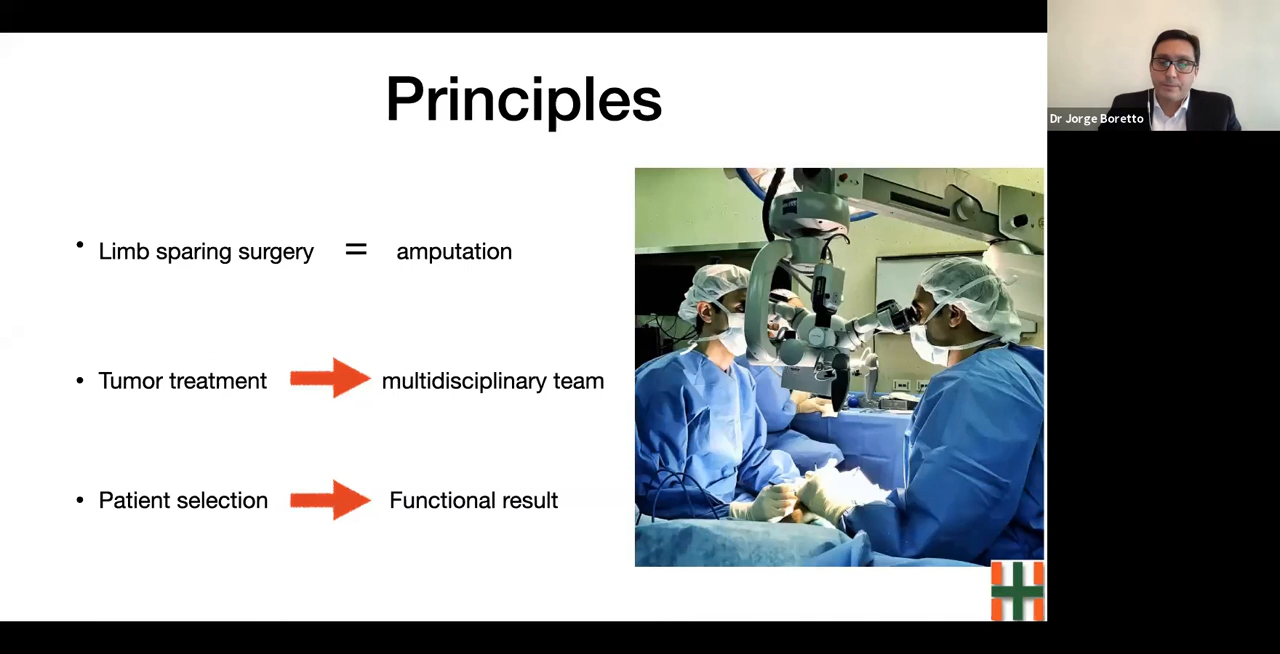 Principles
• Limb sparing surgery = amputation
• Tumor treatment multidisciplinary team
• Patient selection Functional result
Dr Jorge Boretto